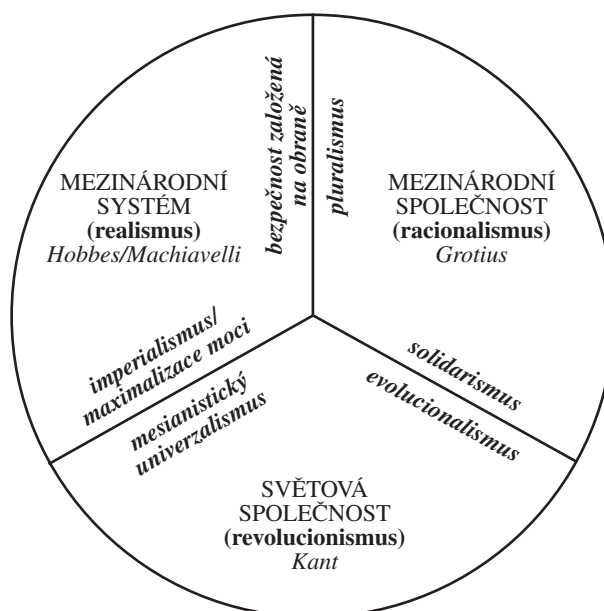 bezpečnost založená
na obraně
pluralismus
MEZINÁRODNÍ
SYSTÉM
(realismus)
Hobbes/Machiavelli
MEZINÁRODNÍ
SPOLEČNOST
(racionalismus)
Grotius
imperialismus/
maximalizace moci
mesianistický
univerzalismus
solidarismus
evolucionalismus
SVĚTOVÁ
SPOLEČNOST
(revolucionismus)
Kant